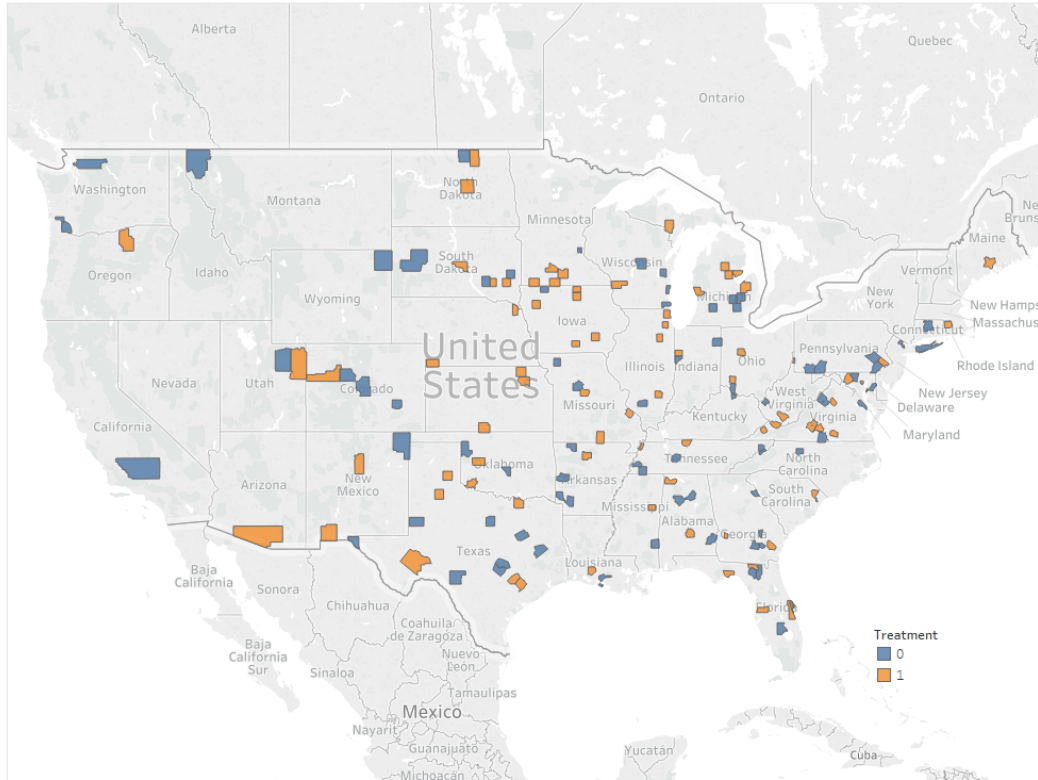 Alberta
Quebec
Ontario
Washington
Montana
North
Dakota
Minnesota
Maine
Oregon
Idaho
South
Dakota
Wisconsin
Michigan
Vermont
New
York
New Hamps
Massachus
Wyoming
Iowa
Connecticut
Rhode Island
United
States
Nevada
Utah
Colorado
Illinois
Indiana
Ohio
Pennsylvania
New Jersey
Delaware
Maryland
California
Missouri
Kentucky
West
Virginia
Virginia
Arizona
New
Mexico
Oklahoma
Arkansas
Tennessee
North
Carolina
South
Carolina
Mississippi
Alabama
Georgia
Texas
Louisiana
Florida
Baja
California
Sonora
Chihuahua
Coahuila
de Zaragoza
Baja
California
Sur
Sinaloa
Nuevo
León
Tamaulipas
Mexico
Nayarit
Guanajuato
Michoacán
Yucatán
Cuba
Treatment
0
1